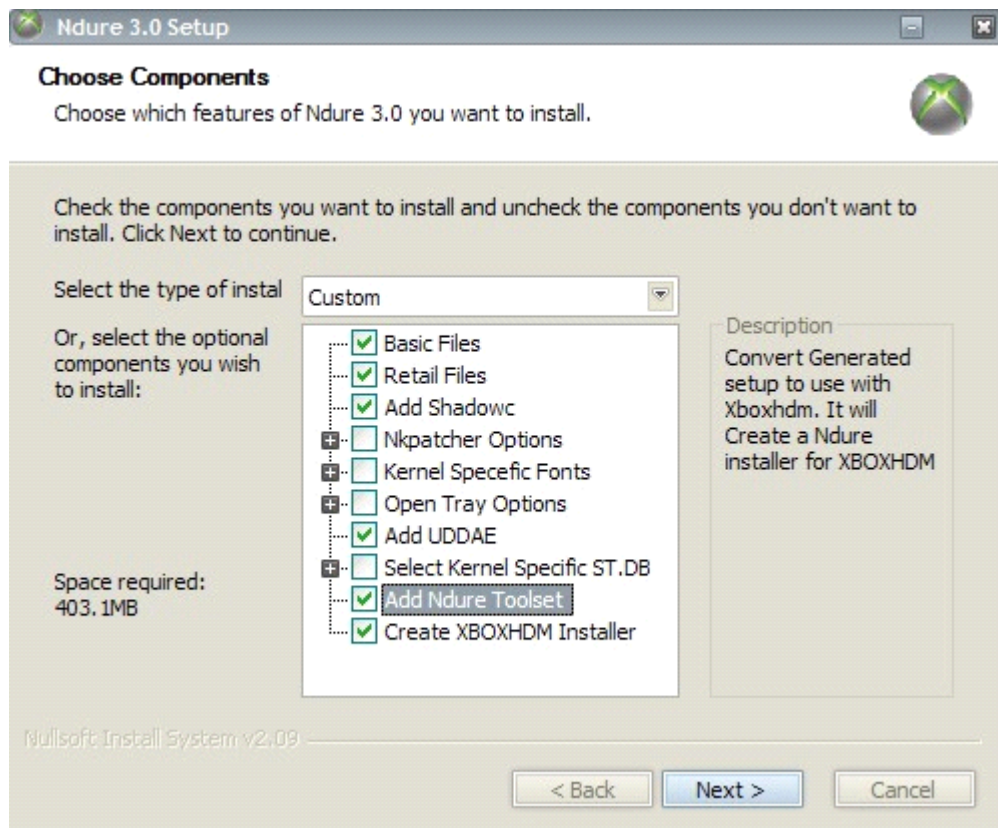 Ndure 3.0 Setup
Choose Components
Choose which features of Ndure 3.0 you want to install.
Check the components you want to install and uncheck the components you don't want to
install. Click Next to continue.
Select the type of instal
Custom
Or, select the optional
components you wish
to install:
Basic Files
Retail Files
Add Shadowc
Nkpatcher Options
Kernel Specefic Fonts
Open Tray Options
Add UDDAE
Select Kernel Specific ST.DB
Add Ndure Toolset
Create XBOXHDM Installer
Description
Convert Generated
setup to use with
Xboxhdm. It will
Create a Ndure
installer for XBOXHDM
Space required:
403.1MB
Nullsoft Install System v2.09
< Back
Next >
Cancel